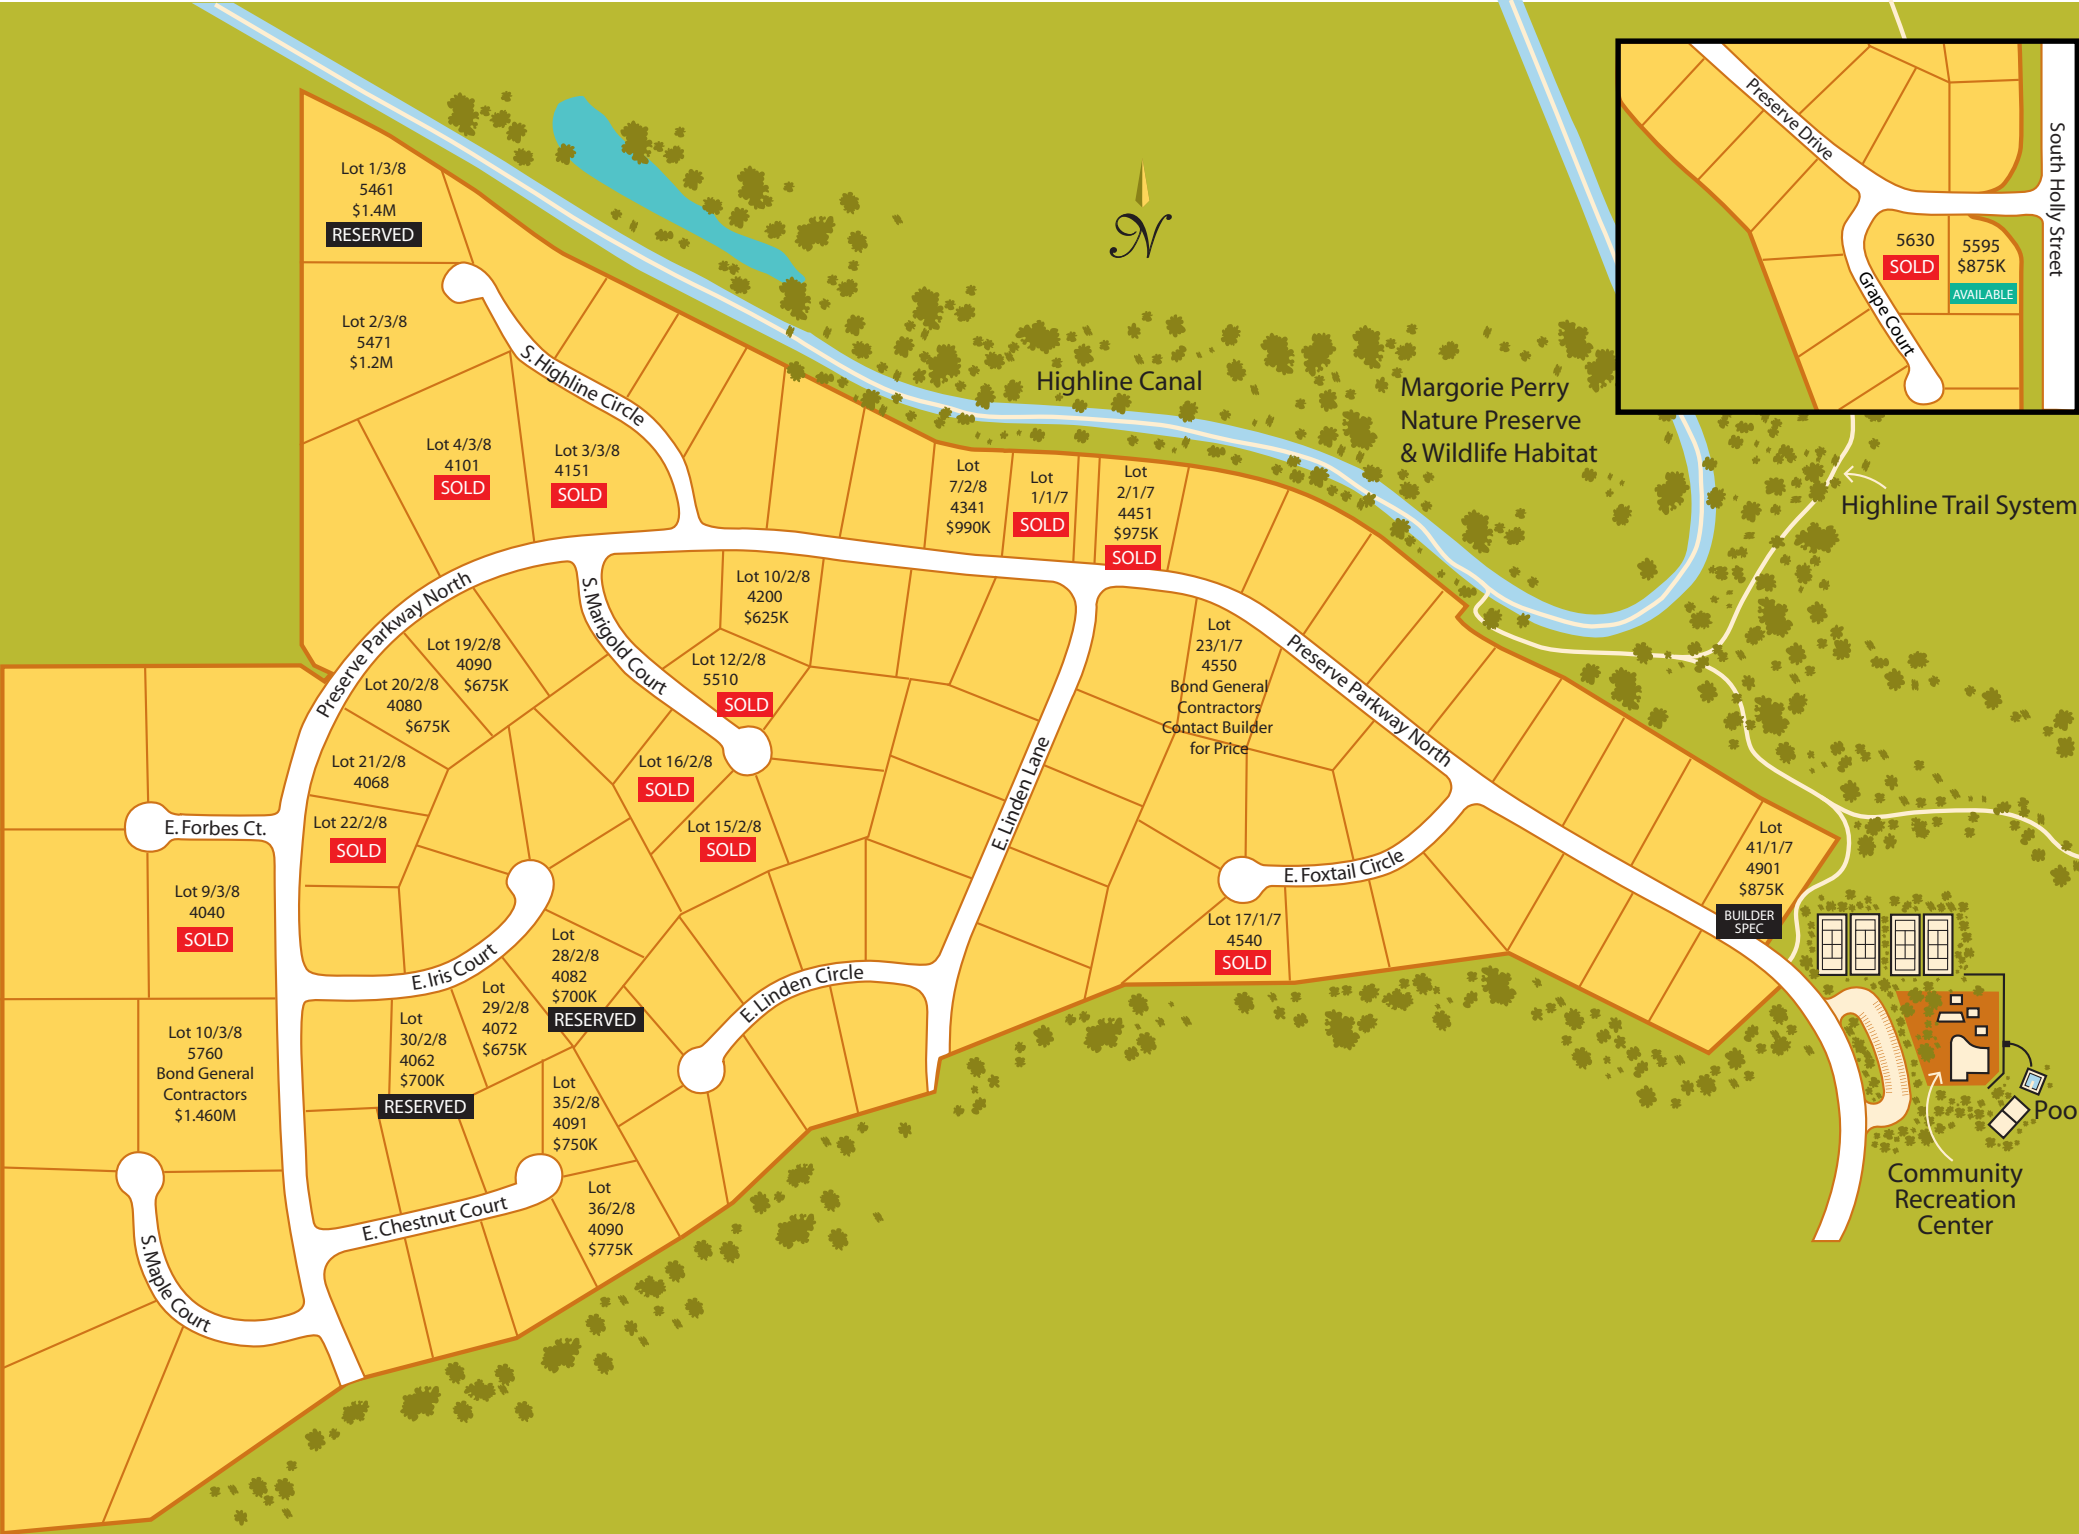 Lot 1/3/8
5461
$1.4M
RESERVED
Lot 2/3/8
5471
$1.2M
S. Highline Circle
Lot 4/3/8
4101
SOLD
Lot 3/3/8
4151
SOLD
N
Highline Canal
Margorie Perry
Nature Preserve
& Wildlife Habitat
Preserve Drive
South Holly Street
5630
SOLD
5595
$875K
AVAILABLE
Grape Court
Highline Trail System
Lot
7/2/8
4341
$990K
Lot
1/1/7
SOLD
Lot
2/1/7
4451
$975K
SOLD
Preserve Parkway North
S. Marigold Court
Lot 10/2/8
4200
$625K
Lot 12/2/8
5510
SOLD
Lot 19/2/8
4090
$675K
Lot 20/2/8
4080
$675K
Lot 21/2/8
4068
Lot 22/2/8
SOLD
Lot 16/2/8
SOLD
Lot 15/2/8
SOLD
E. Linden Lane
Lot
23/1/7
4550
Bond General
Contractors
Contact Builder
for Price
Preserve Parkway North
E. Foxtail Circle
Lot 17/1/7
4540
SOLD
Lot
41/1/7
4901
$875K
BUILDER
SPEC
E. Forbes Ct.
Lot 9/3/8
4040
SOLD
E. Iris Court
Lot
28/2/8
4082
$700K
RESERVED
Lot
29/2/8
4072
$675K
Lot
30/2/8
4062
$700K
RESERVED
E. Linden Circle
Lot 10/3/8
5760
Bond General
Contractors
$1.460M
Lot
35/2/8
4091
$750K
Lot
36/2/8
4090
$775K
E. Chestnut Court
S. Maple Court
Poo
Community
Recreation
Center